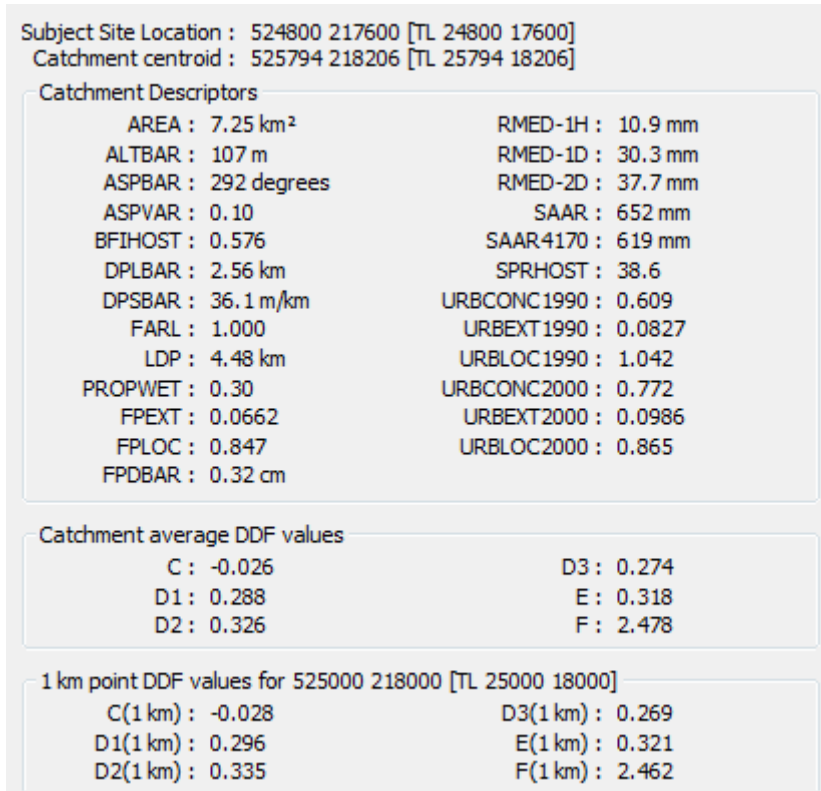 Subject Site Location : 524800 217600 [TL 24800 17600]
Catchment centroid : 525794 218206 [TL 25794 18206]
Catchment Descriptors
AREA : 7.25 km² RMED-1H : 10.9 mm
ALTBAR : 107 m RMED-1D : 30.3 mm
ASPBAR : 292 degrees RMED-2D : 37.7 mm
ASPVAR : 0.10 SAAR : 652 mm
BFIHOST : 0.576 SAAR4170 : 619 mm
DPLBAR : 2.56 km SPRHOST : 38.6
DPSBAR : 36.1 m/km URBCONC1990 : 0.609
FARL : 1.000 URBEXT1990 : 0.0827
LDP : 4.48 km URBLOC1990 : 1.042
PROPWET : 0.30 URBCONC2000 : 0.772
FPEXT : 0.0662 URBEXT2000 : 0.0986
FPLOC : 0.847 URBLOC2000 : 0.865
FPDBAR : 0.32 cm
Catchment average DDF values
C : -0.026 D3 : 0.274
D1 : 0.288 E : 0.318
D2 : 0.326 F : 2.478
1 km point DDF values for 525000 218000 [TL 25000 18000]
C(1 km) : -0.028 D3(1 km) : 0.269
D1(1 km) : 0.296 E(1 km) : 0.321
D2(1 km) : 0.335 F(1 km) : 2.462